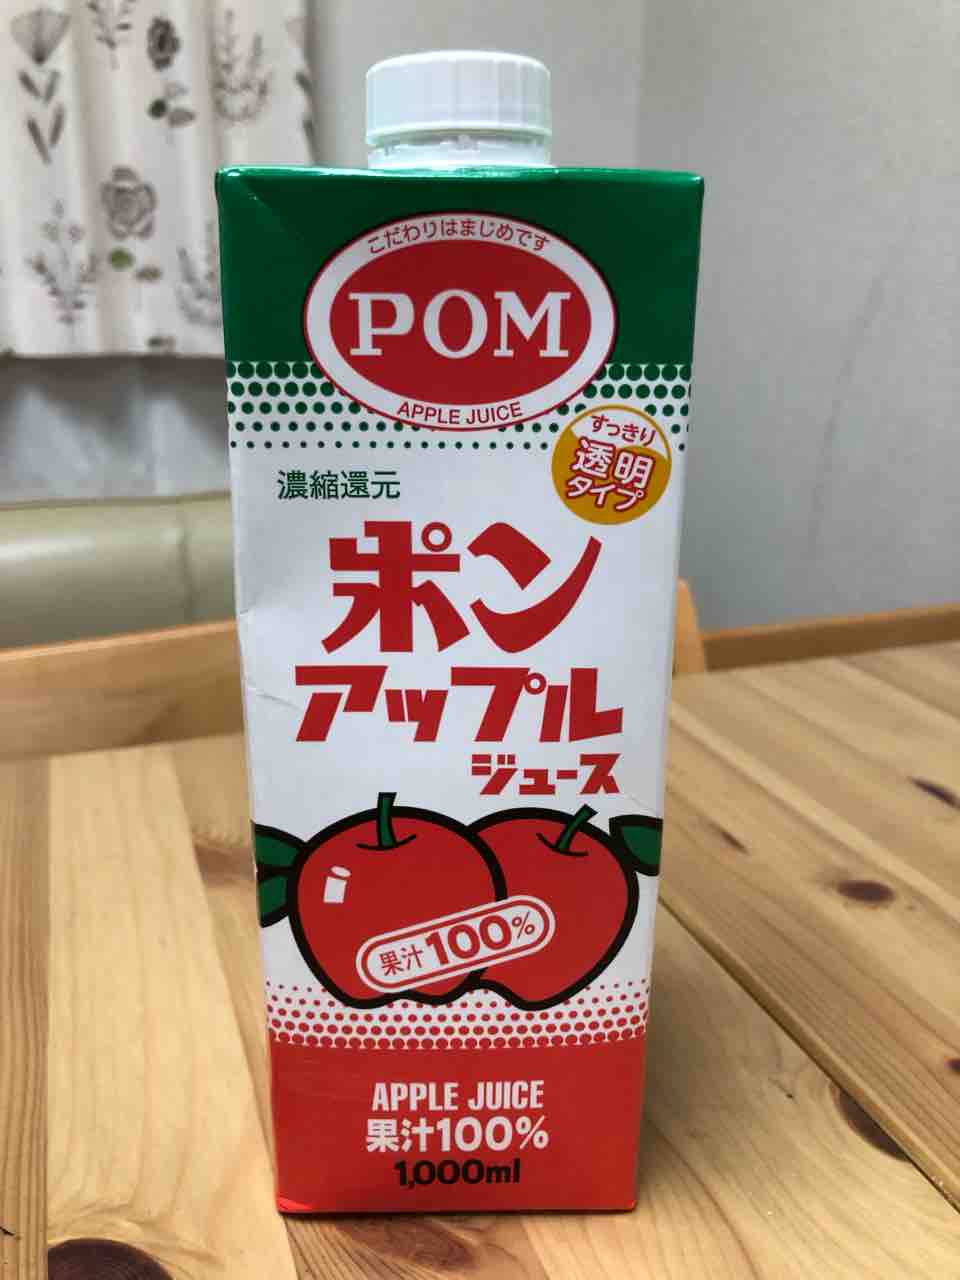 こだわりはまじめです
POM
APPLE JUICE
すっきり
透明
タイプ
濃縮還元
ポン
アップル
ジュース
果汁100%
APPLE JUICE
果汁100%
1,000ml